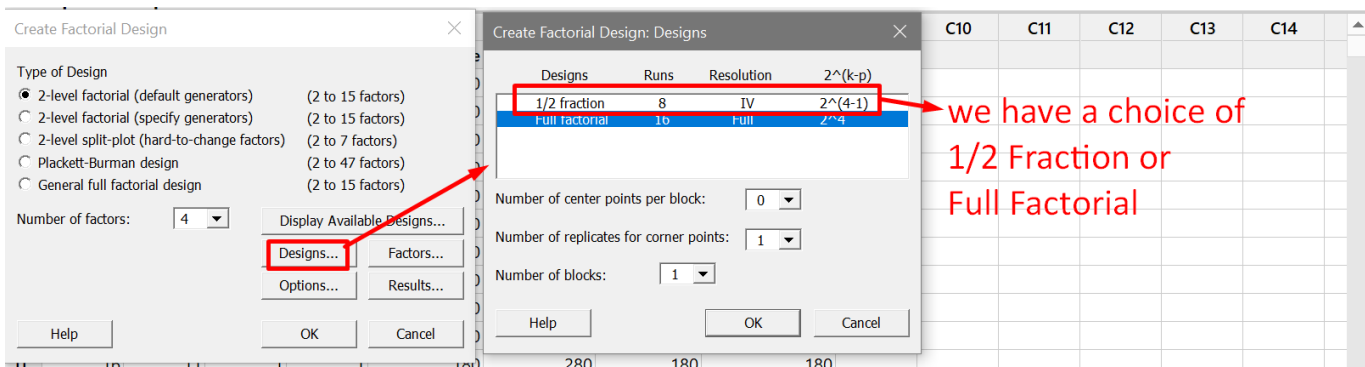 Create Factorial Design
Type of Design
2-level factorial (default generators) (2 to 15 factors)
2-level factorial (specify generators) (2 to 15 factors)
2-level split-plot (hard-to-change factors) (2 to 7 factors)
Plackett-Burman design (2 to 47 factors)
General full factorial design (2 to 15 factors)
Number of factors: 4
Display Available Designs...
Designs... Factors...
Options... Results...
Help OK Cancel
Create Factorial Design: Designs
Designs Runs Resolution 2^(k-p)
1/2 fraction 8 IV 2^(4-1)
Full factorial 16 Full 2^4
Number of center points per block: 0
Number of replicates for corner points: 1
Number of blocks: 1
Help OK Cancel
C10 C11 C12 C13 C14
we have a choice of
1/2 Fraction or
Full Factorial
280 180 180